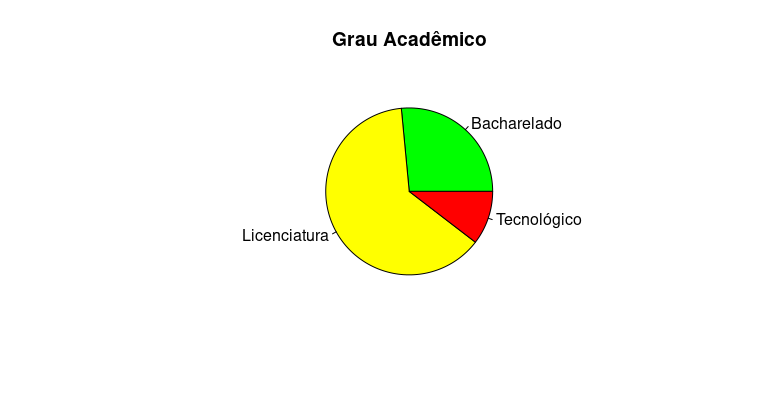 Grau Acadêmico
Bacharelado
Tecnológico
Licenciatura